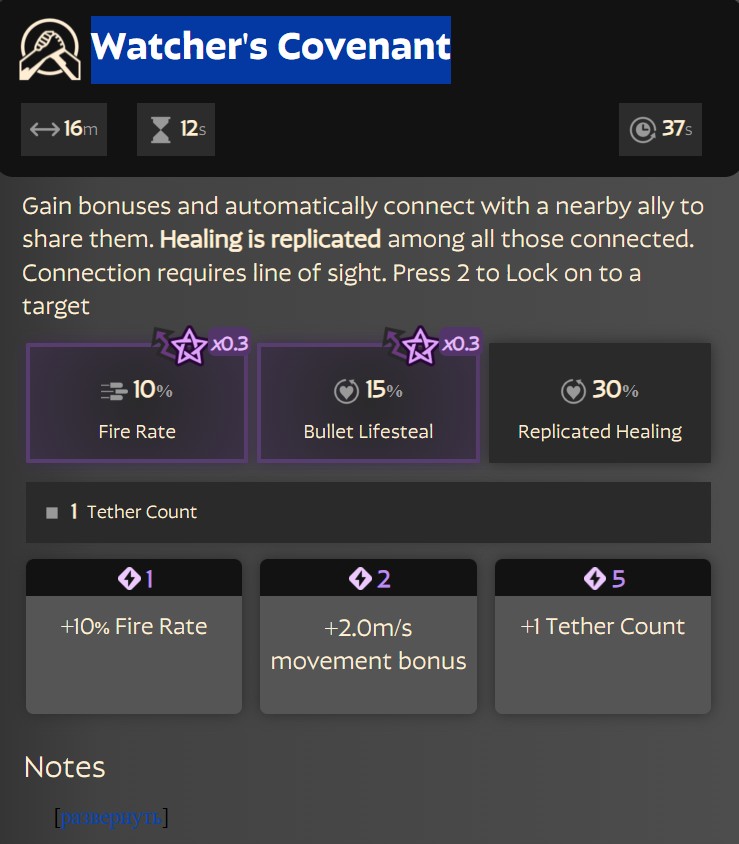 Watcher's Covenant
16m 12s 37s
Gain bonuses and automatically connect with a nearby ally to
share them. Healing is replicated among all those connected.
Connection requires line of sight. Press 2 to Lock on to a
target
x0.3 x0.3
10% 15% 30%
Fire Rate Bullet Lifesteal Replicated Healing
1 Tether Count
1 2 5
+10% Fire Rate +2.0m/s +1 Tether Count
movement bonus
Notes
[развернуть]